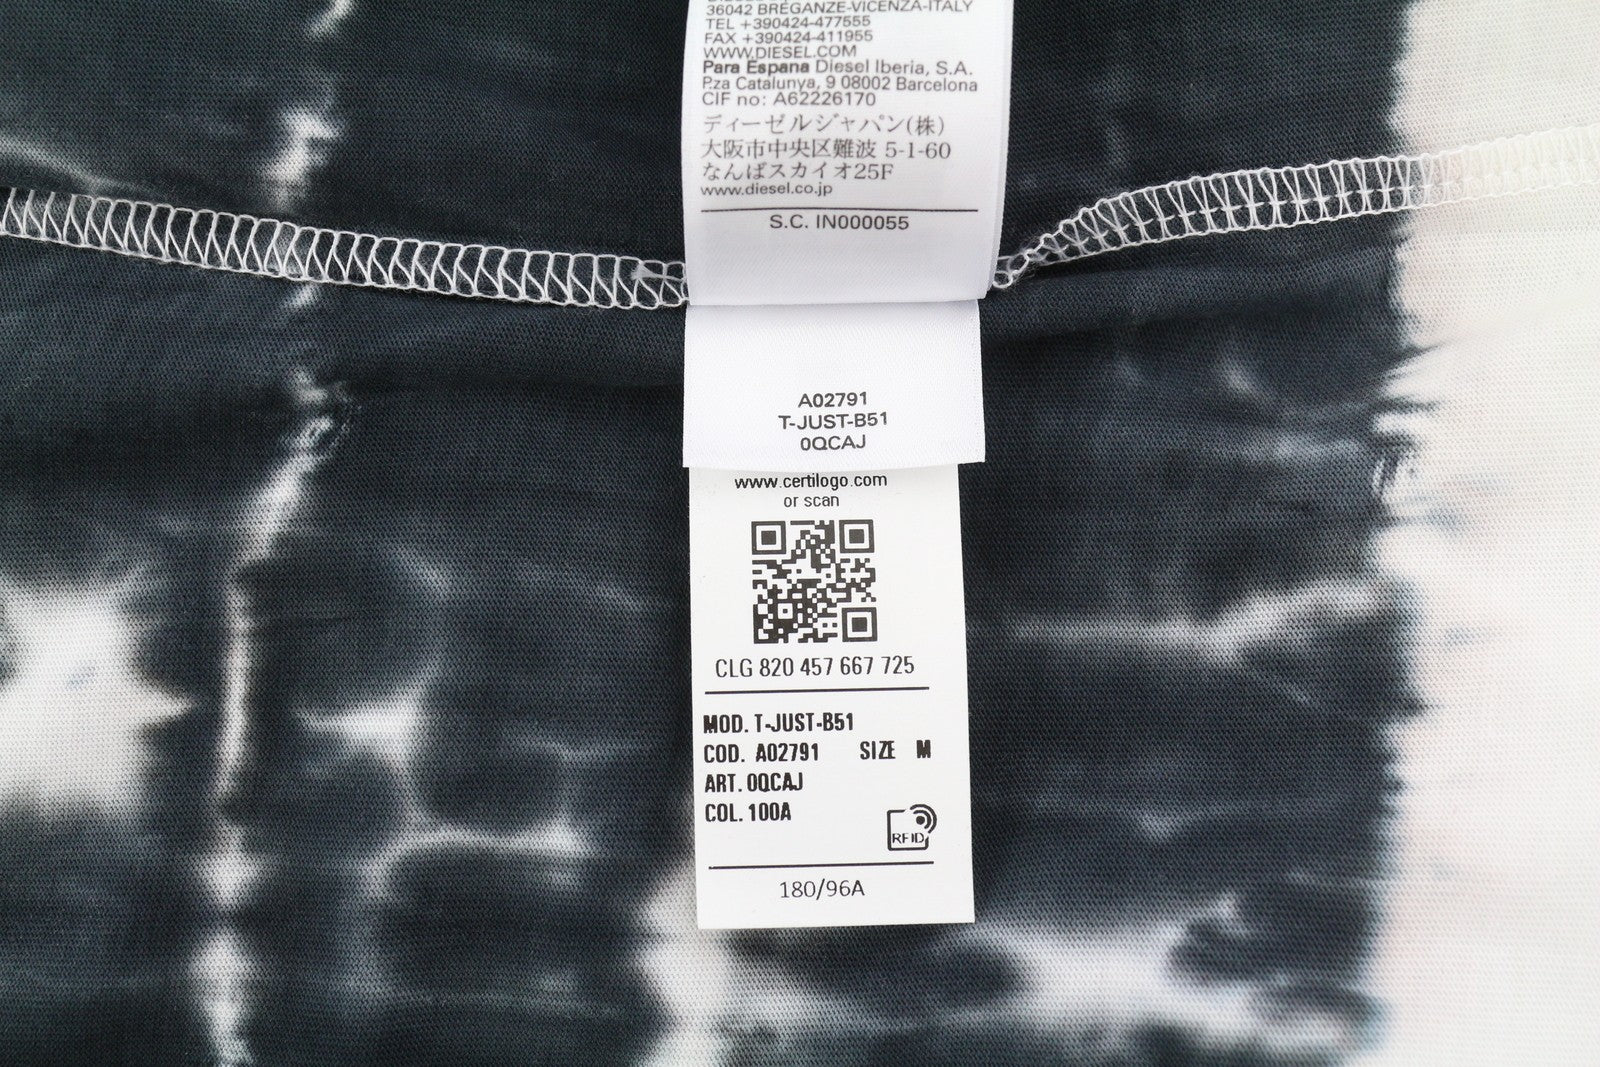 36042 BREGANZE-VICENZA-ITALY
TEL +390424-477555
FAX +390424-411955
WWW.DIESEL.COM
Para Espana Diesel Iberia, S.A.
P.za Catalunya, 9 08002 Barcelona
CIF no: A62226170
ディーゼルジャパン(株)
大阪市中央区難波 5-1-60
なんばスカイオ25F
www.diesel.co.jp
S.C. IN000055
A02791
T-JUST-B51
0QCAJ
www.certilogo.com
or scan
CLG 820 457 667 725
MOD. T-JUST-B51
COD. A02791 SIZE M
ART. 0QCAJ
COL. 100A
RFID
180/96A